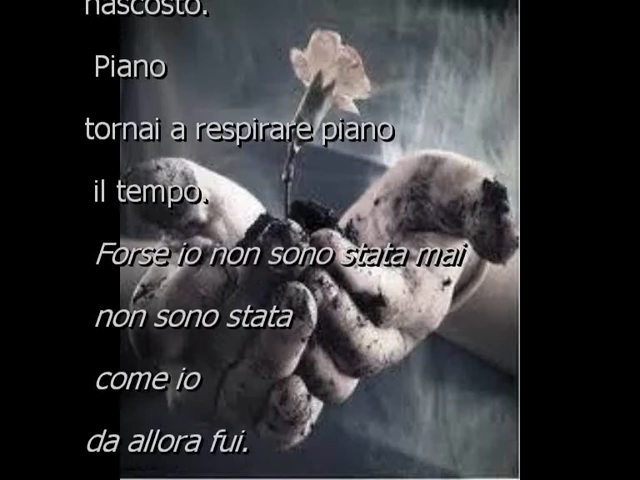 nascosto.
Piano
tornai a respirare piano
il tempo.
Forse io non sono stata mai
non sono stata
come io
da allora fui.